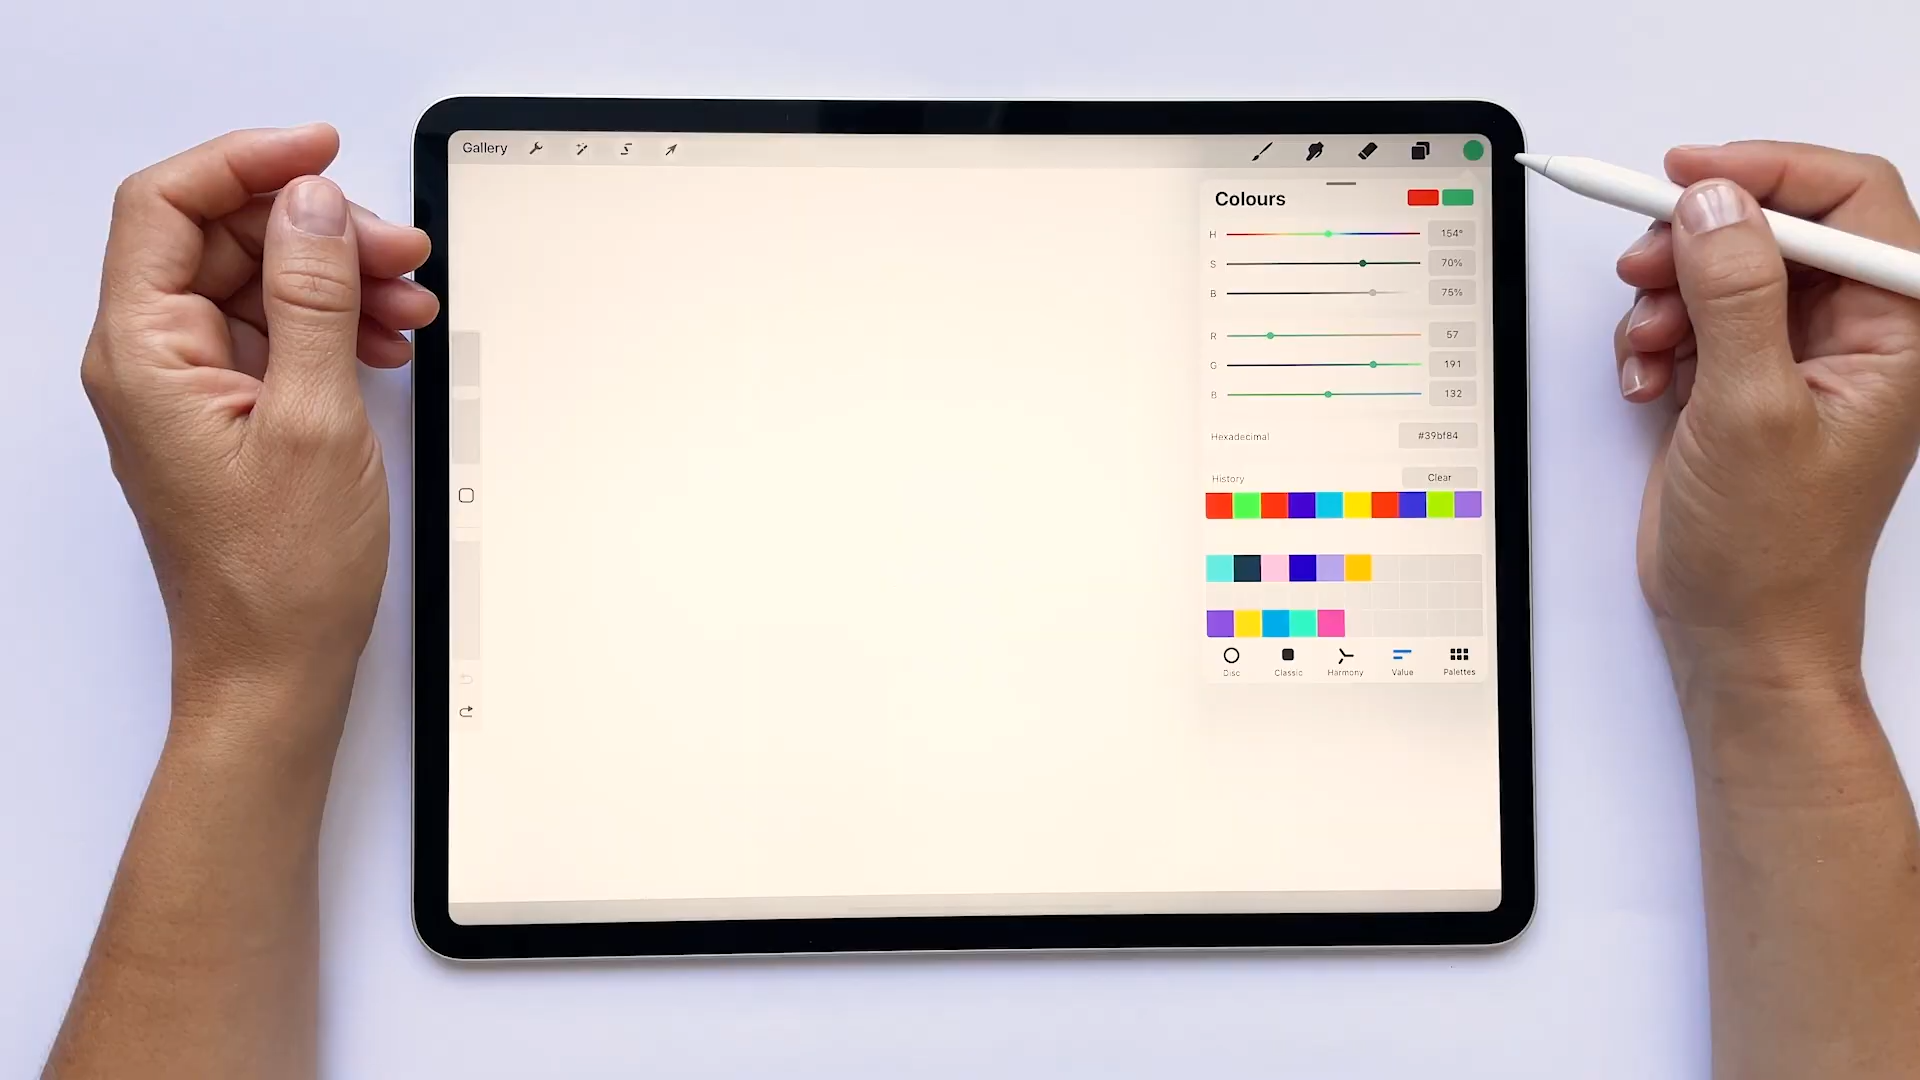 Gallery
Colours
H 154°
S 70%
B 75%
R 57
G 191
B 132
Hexadecimal #39bf84
History Clear
Disc Classic Harmony Value Palettes